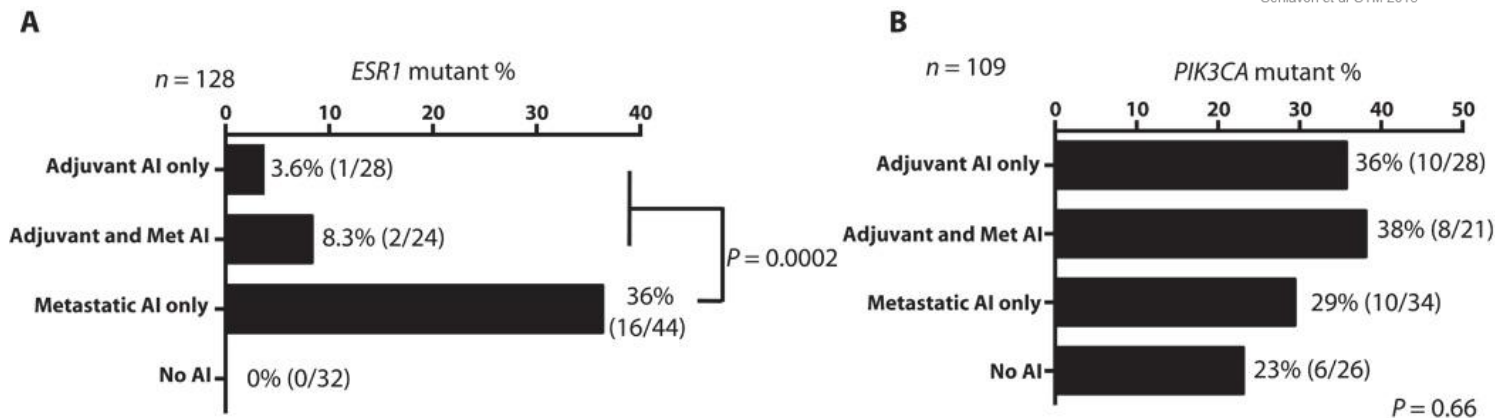 A
n = 128
ESR1 mutant %
0 10 20 30 40
Adjuvant AI only
3.6% (1/28)
Adjuvant and Met AI
8.3% (2/24)
Metastatic AI only
36%
(16/44)
No AI
0% (0/32)
P = 0.0002
B
n = 109
PIK3CA mutant %
0 10 20 30 40 50
Adjuvant AI only
36% (10/28)
Adjuvant and Met AI
38% (8/21)
Metastatic AI only
29% (10/34)
No AI
23% (6/26)
P = 0.66